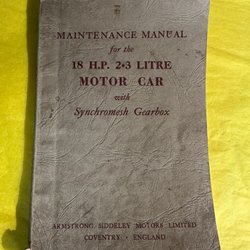 MAINTENANCE MANUAL
for the
18 H.P. 2·3 LITRE
MOTOR CAR
with
Synchromesh Gearbox
ARMSTRONG SIDDELEY MOTORS LIMITED
COVENTRY · ENGLAND